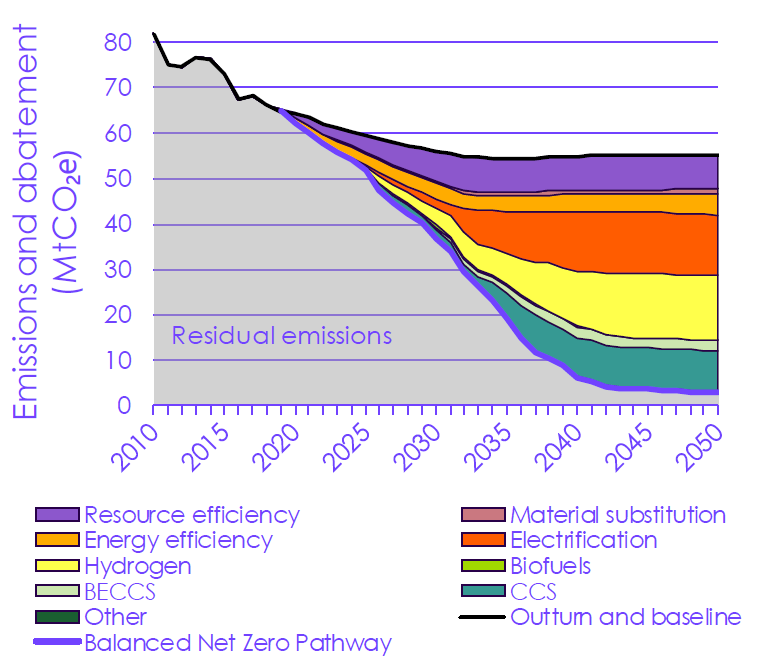 Emissions and abatement
(MtCO₂e)
80
70
60
50
40
30
20
10
0
Residual emissions
2010
2015
2020
2025
2030
2035
2040
2045
2050
Resource efficiency
Material substitution
Energy efficiency
Electrification
Hydrogen
Biofuels
BECCS
CCS
Other
Outturn and baseline
Balanced Net Zero Pathway